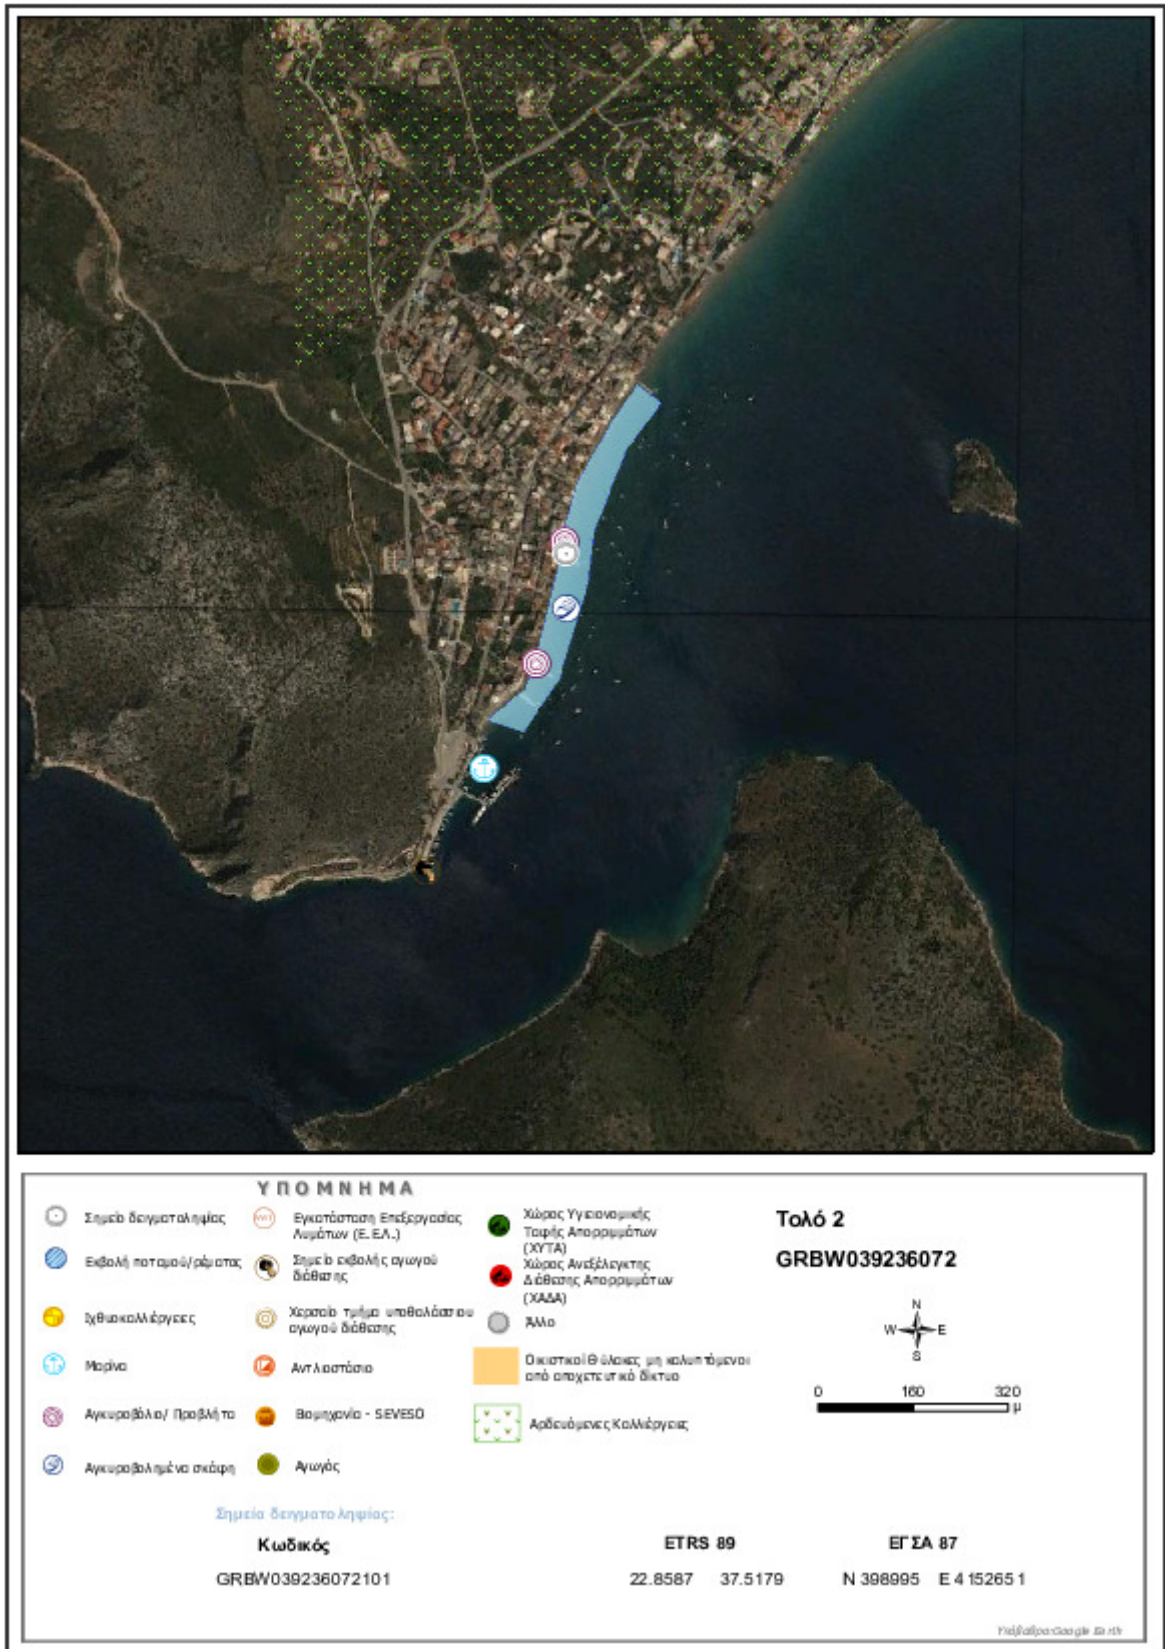 ΥΠΟΜΝΗΜΑ
Σημείο δειγματοληψίας
Εκβολή ποταμού/ρέματος
Ιχθυοκαλλιέργειες
Μαρίνα
Αγκυροβόλιο/ Προβλήτα
Αγκυροβολημένα σκάφη
Εγκατάσταση Επεξεργασίας
Λυμάτων (Ε.Ε.Λ.)
Σημείο εκβολής αγωγού
διάθεσης
Χερσαίο τμήμα υποθαλάσσιου
αγωγού διάθεσης
Αντλιοστάσιο
Βιομηχανία - SEVESO
Αγωγός
Χώρος Υγειονομικής
Ταφής Απορριμμάτων
(ΧΥΤΑ)
Χώρος Ανεξέλεγκτης
Διάθεσης Απορριμμάτων
(ΧΑΔΑ)
Άλλο
Οικιστικοί Θύλακες μη καλυπτόμενοι
από αποχετευτικό δίκτυο
Αρδευόμενες Καλλιέργειες
Τολό 2
GRBW039236072
N
W E
S
0 160 320
μ
Σημεία δειγματοληψίας:
Κωδικός ETRS 89 ΕΓΣΑ 87
GRBW039236072101 22.8587 37.5179 N 398995 E 4152651
Υπόβαθρο:Google Earth